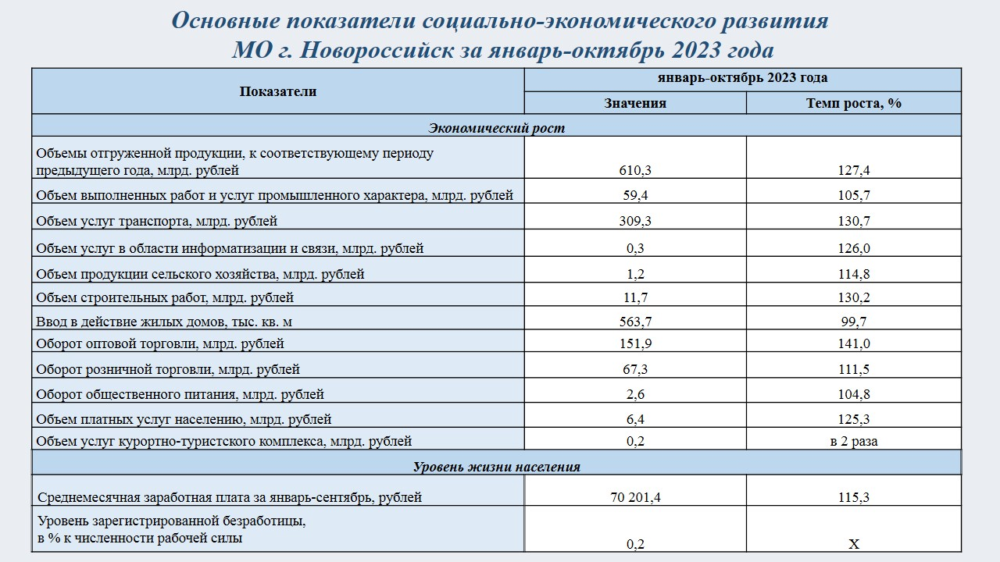 Основные показатели социально-экономического развития
МО г. Новороссийск за январь-октябрь 2023 года
Показатели
январь-октябрь 2023 года
Значения Темп роста, %
Экономический рост
Объемы отгруженной продукции, к соответствующему периоду
предыдущего года, млрд. рублей 610,3 127,4
Объем выполненных работ и услуг промышленного характера, млрд. рублей 59,4 105,7
Объем услуг транспорта, млрд. рублей 309,3 130,7
Объем услуг в области информатизации и связи, млрд. рублей 0,3 126,0
Объем продукции сельского хозяйства, млрд. рублей 1,2 114,8
Объем строительных работ, млрд. рублей 11,7 130,2
Ввод в действие жилых домов, тыс. кв. м 563,7 99,7
Оборот оптовой торговли, млрд. рублей 151,9 141,0
Оборот розничной торговли, млрд. рублей 67,3 111,5
Оборот общественного питания, млрд. рублей 2,6 104,8
Объем платных услуг населению, млрд. рублей 6,4 125,3
Объем услуг курортно-туристского комплекса, млрд. рублей 0,2 в 2 раза
Уровень жизни населения
Среднемесячная заработная плата за январь-сентябрь, рублей 70 201,4 115,3
Уровень зарегистрированной безработицы,
в % к численности рабочей силы 0,2 Х